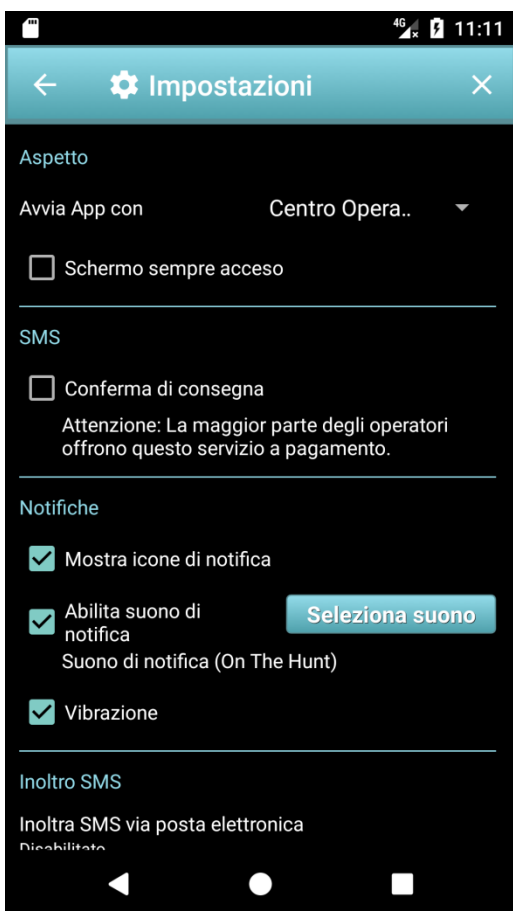 4G 11:11
Impostazioni
Aspetto
Avvia App con Centro Opera..
Schermo sempre acceso
SMS
Conferma di consegna
Attenzione: La maggior parte degli operatori
offrono questo servizio a pagamento.
Notifiche
Mostra icone di notifica
Abilita suono di
notifica
Seleziona suono
Suono di notifica (On The Hunt)
Vibrazione
Inoltro SMS
Inoltra SMS via posta elettronica
Disabilitato